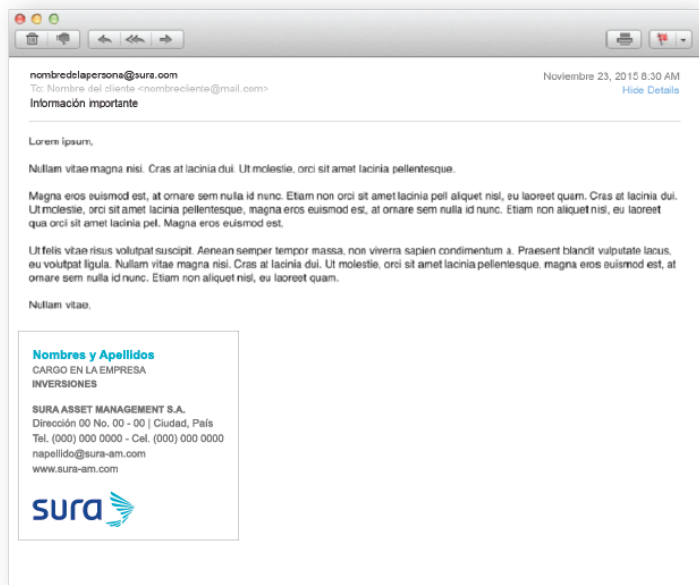 nombredelapersona@sura.com
Noviembre 23, 2015 8:30 AM
To: Nombre del cliente <nombrecliente@mail.com>
Hide Details
Información importante
Lorem ipsum,
Nullam vitae magna nisi. Cras at lacinia dui. Ut molestie, orci sit amet lacinia pellentesque.
Magna eros euismod est, at ornare sem nulla id nunc. Etiam non orci sit amet lacinia pell aliquet nisl, eu laoreet quam. Cras at lacinia dui.
Ut molestie, orci sit amet lacinia pellentesque, magna eros euismod est, at ornare sem nulla id nunc. Etiam non aliquet nisl, eu laoreet
qua orci sit amet lacinia pel. Magna eros euismod est,
Ut felis vitae risus volutpat suscipit. Aenean semper tempor massa, non viverra sapien condimentum a. Praesent blandit vulputate lacus,
eu volutpat ligula. Nullam vitae magna nisi. Cras at lacinia dui. Ut molestie, orci sit amet lacinia pellentesque, magna eros euismod est, at
ornare sem nulla id nunc. Etiam non aliquet nisl, eu laoreet quam.
Nullam vitae,
Nombres y Apellidos
CARGO EN LA EMPRESA
INVERSIONES
SURA ASSET MANAGEMENT S.A.
Dirección 00 No. 00 - 00 | Ciudad, País
Tel. (000) 000 0000 - Cel. (000) 000 0000
napellido@sura-am.com
www.sura-am.com
sura